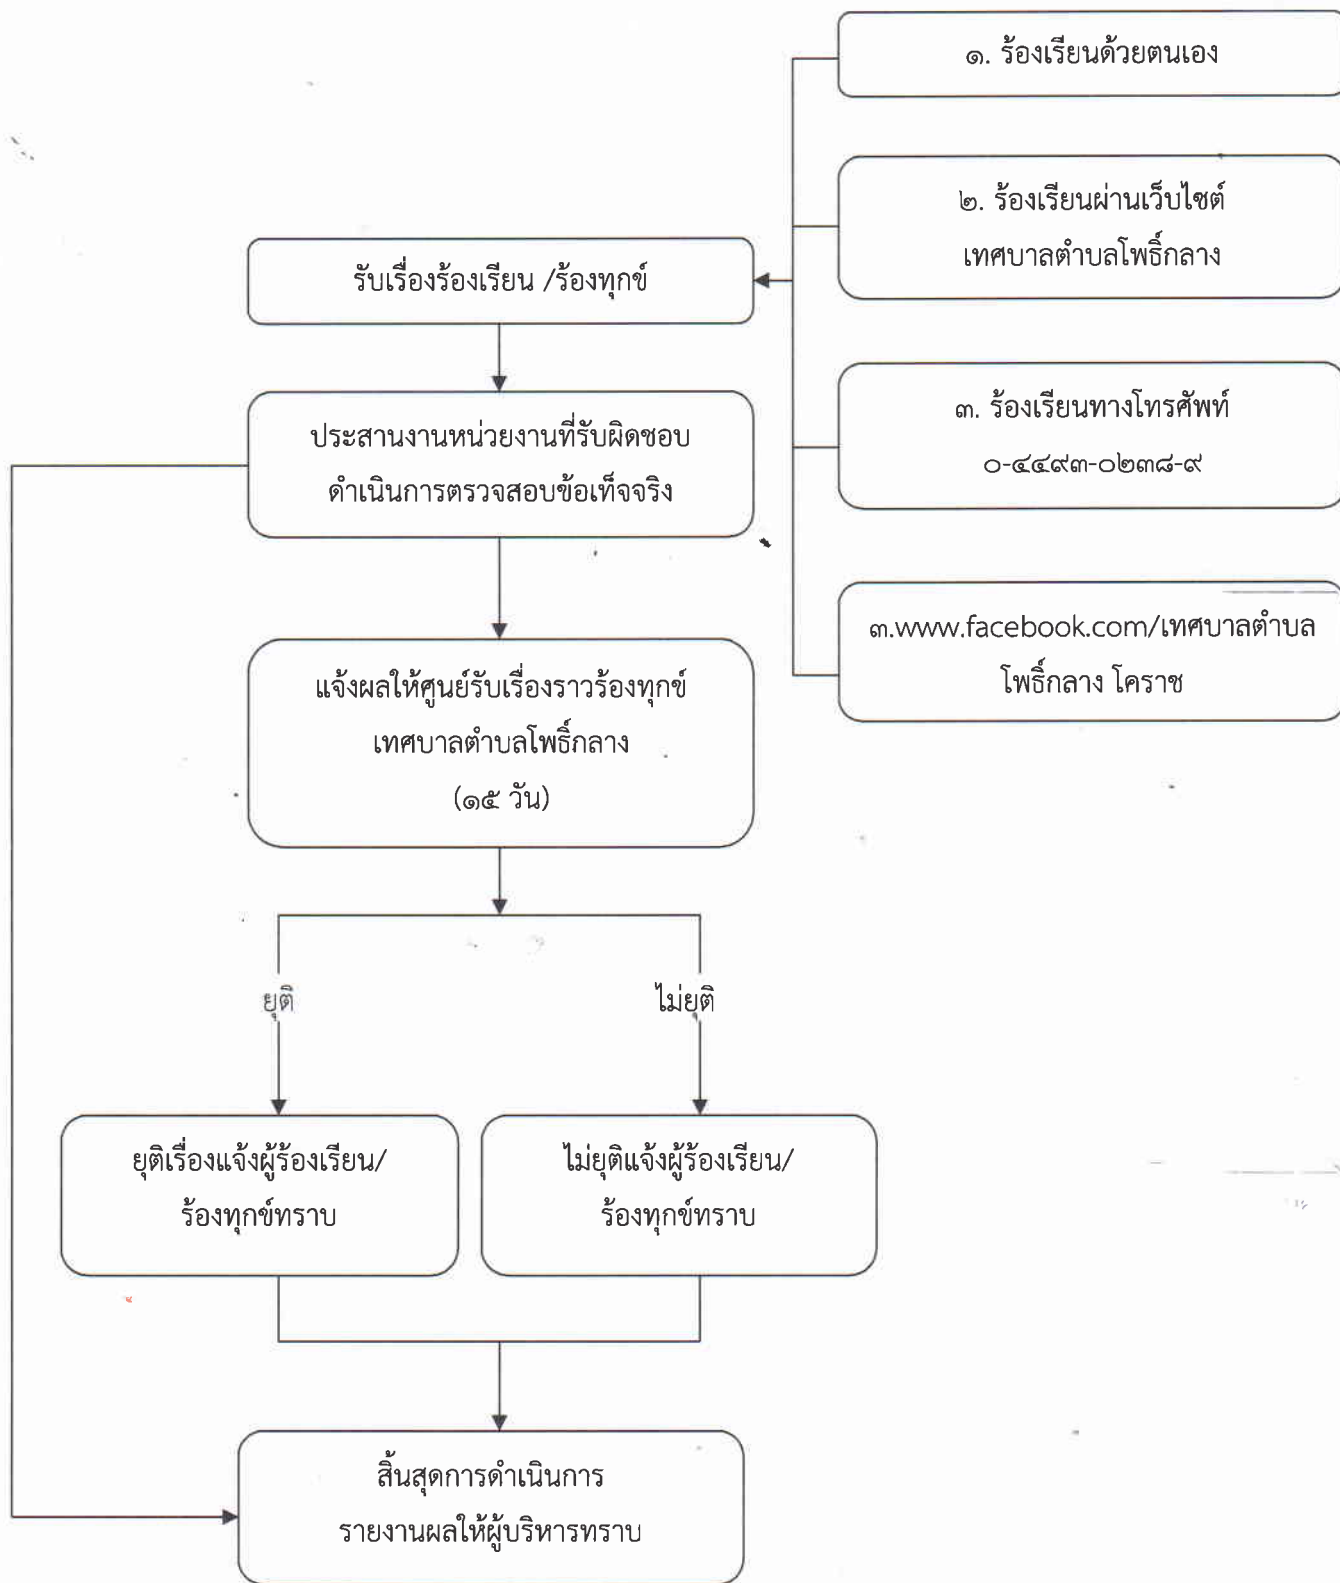 ๑. ร้องเรียนด้วยตนเอง
๒. ร้องเรียนผ่านเว็บไซต์
เทศบาลตำบลโพธิ์กลาง
รับเรื่องร้องเรียน /ร้องทุกข์
๓. ร้องเรียนทางโทรศัพท์
๐-๔๔๙๓-๐๒๓๘-๙
ประสานงานหน่วยงานที่รับผิดชอบ
ดำเนินการตรวจสอบข้อเท็จจริง
๓.www.facebook.com/เทศบาลตำบล
โพธิ์กลาง โคราช
แจ้งผลให้ศูนย์รับเรื่องราวร้องทุกข์
เทศบาลตำบลโพธิ์กลาง
(๑๕ วัน)
ยุติ
ไม่ยุติ
ยุติเรื่องแจ้งผู้ร้องเรียน/
ร้องทุกข์ทราบ
ไม่ยุติแจ้งผู้ร้องเรียน/
ร้องทุกข์ทราบ
สิ้นสุดการดำเนินการ
รายงานผลให้ผู้บริหารทราบ